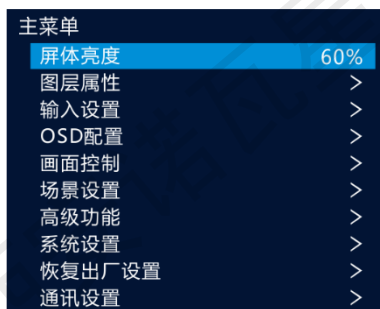 主菜单
屏体亮度 60%
图层属性 >
输入设置 >
OSD配置 >
画面控制 >
场景设置 >
高级功能 >
系统设置 >
恢复出厂设置 >
通讯设置 >